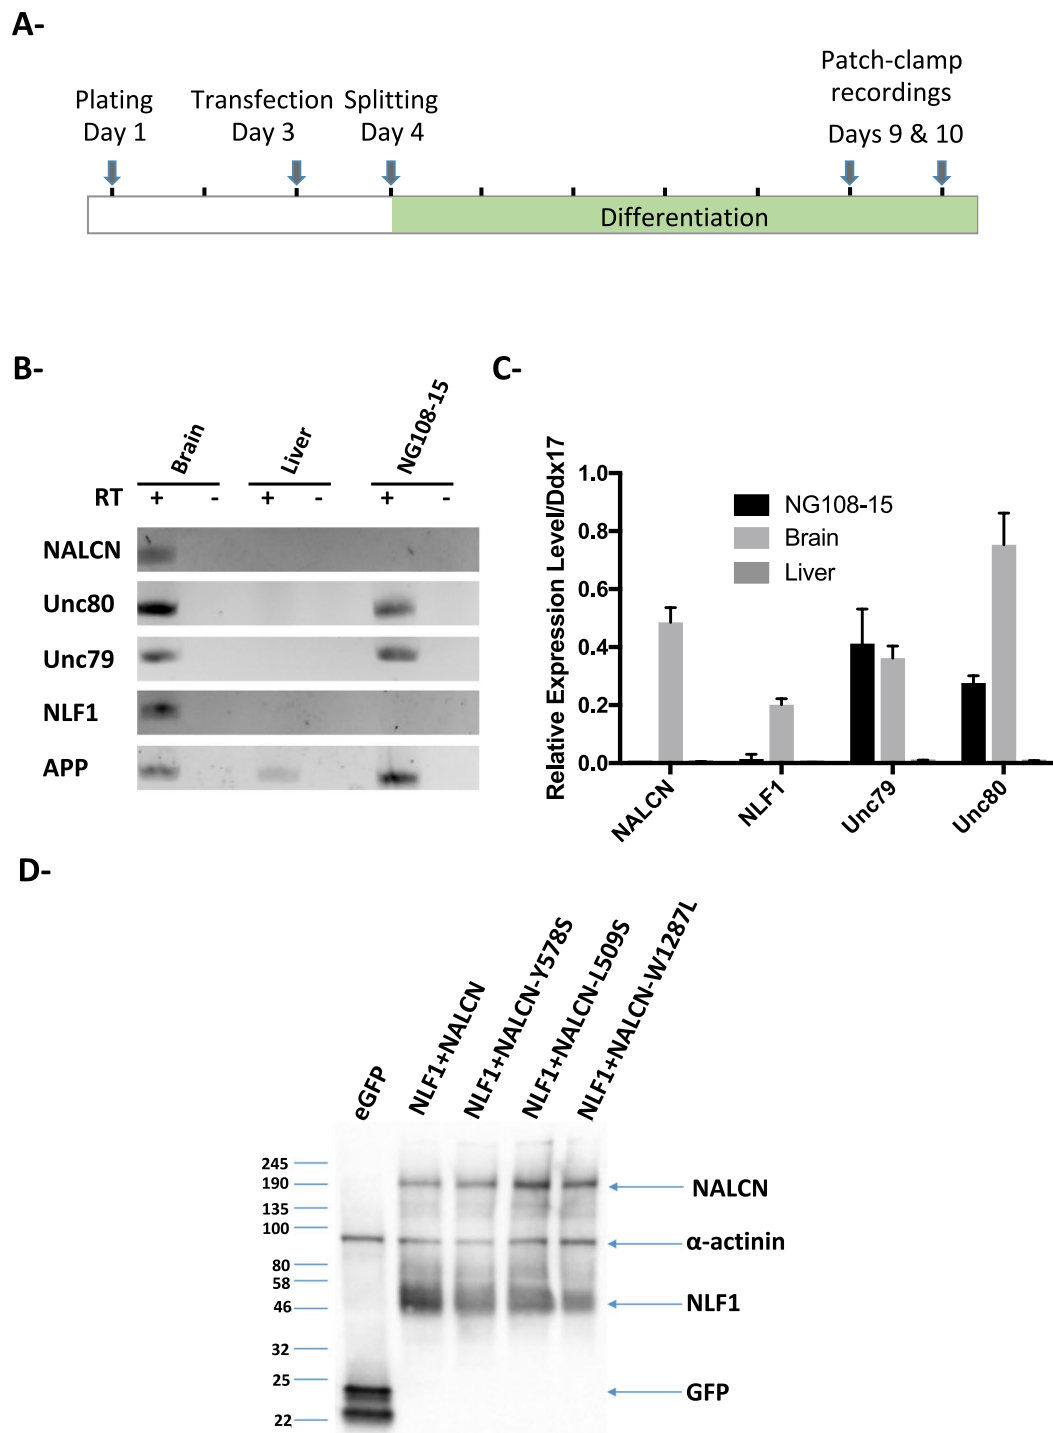 A-
Plating
Day 1
Transfection
Day 3
Splitting
Day 4
Patch-clamp
recordings
Days 9 & 10
Differentiation
B-
Brain
Liver
NG108-15
RT + - + - + -
NALCN
Unc80
Unc79
NLF1
APP
C-
Relative Expression Level/Ddx17
1.0
0.8
0.6
0.4
0.2
0.0
NG108-15
Brain
Liver
NALCN
NLF1
Unc79
Unc80
D-
eGFP
NLF1+NALCN
NLF1+NALCN-Y578S
NLF1+NALCN-L509S
NLF1+NALCN-W1287L
245
190
135
100
80
58
46
32
25
22
NALCN
α-actinin
NLF1
GFP